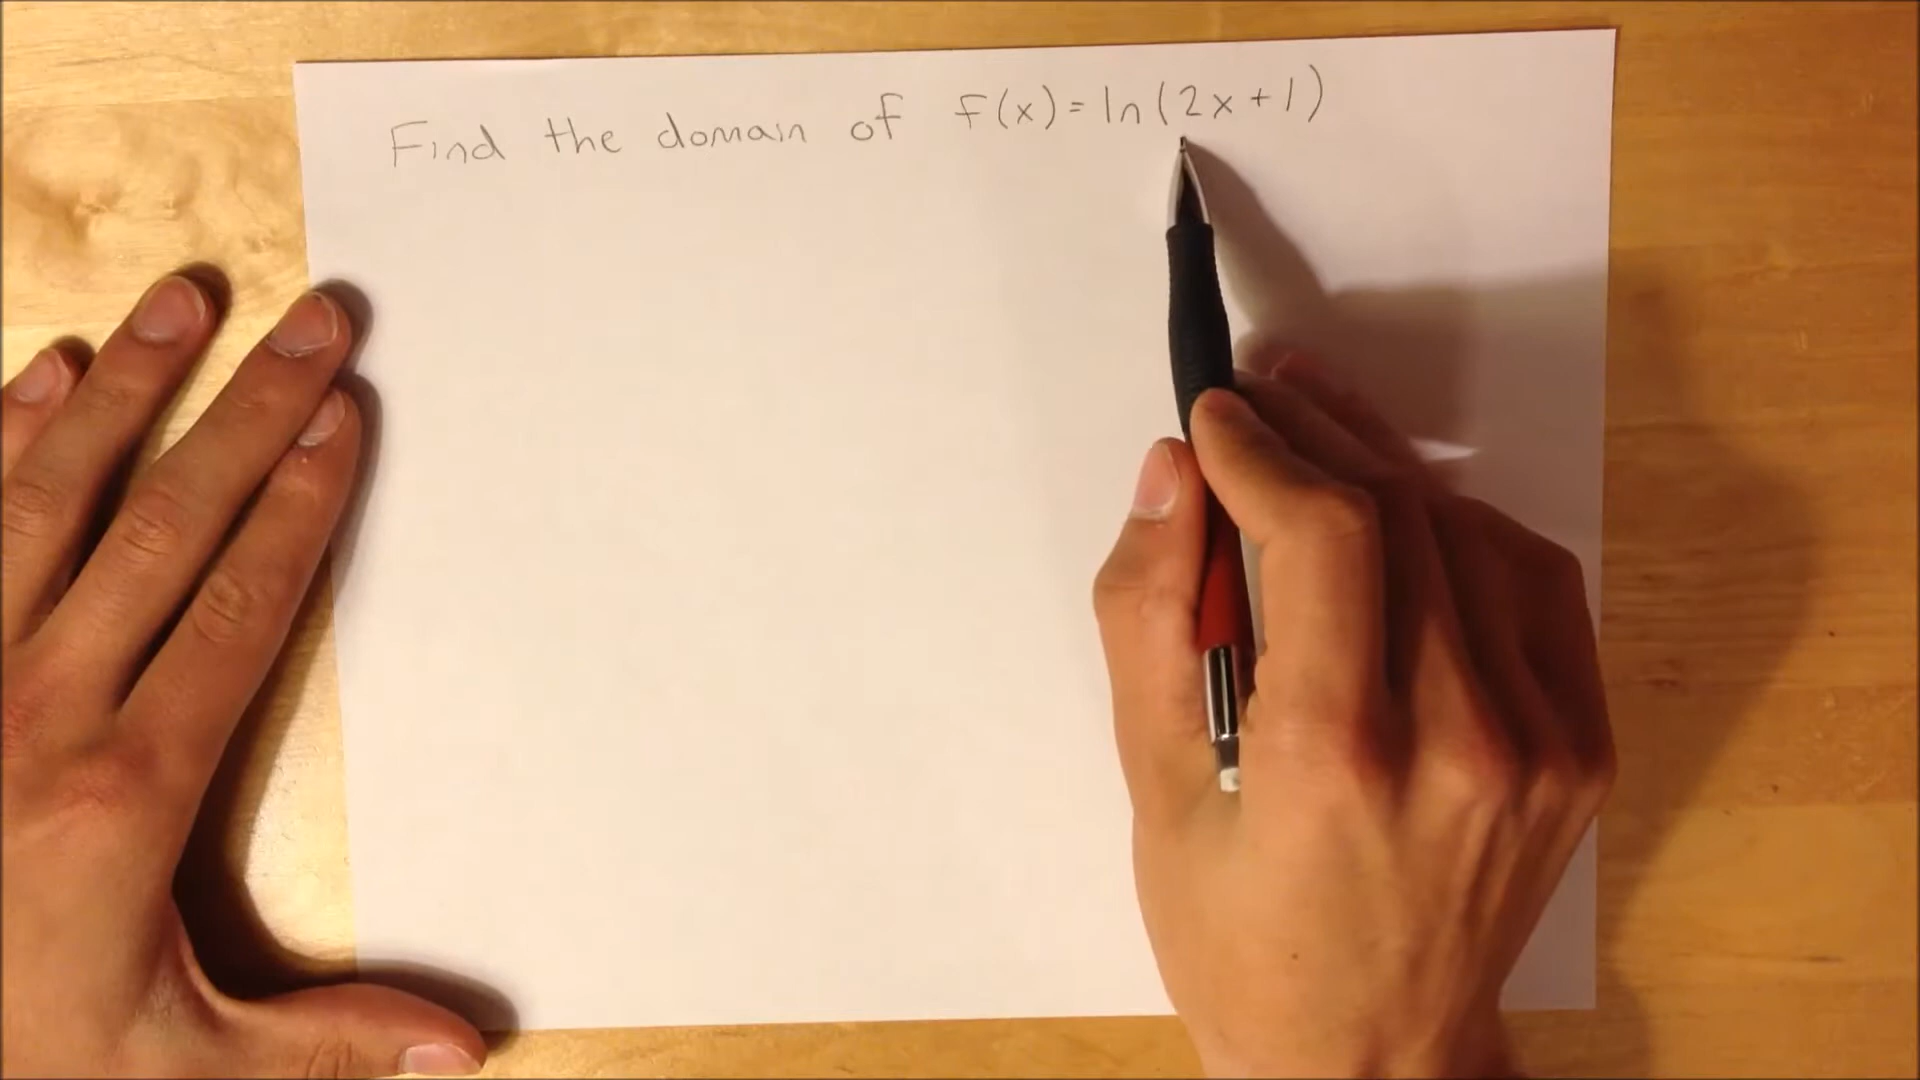 Find the domain of f(x)=ln(2x+1)